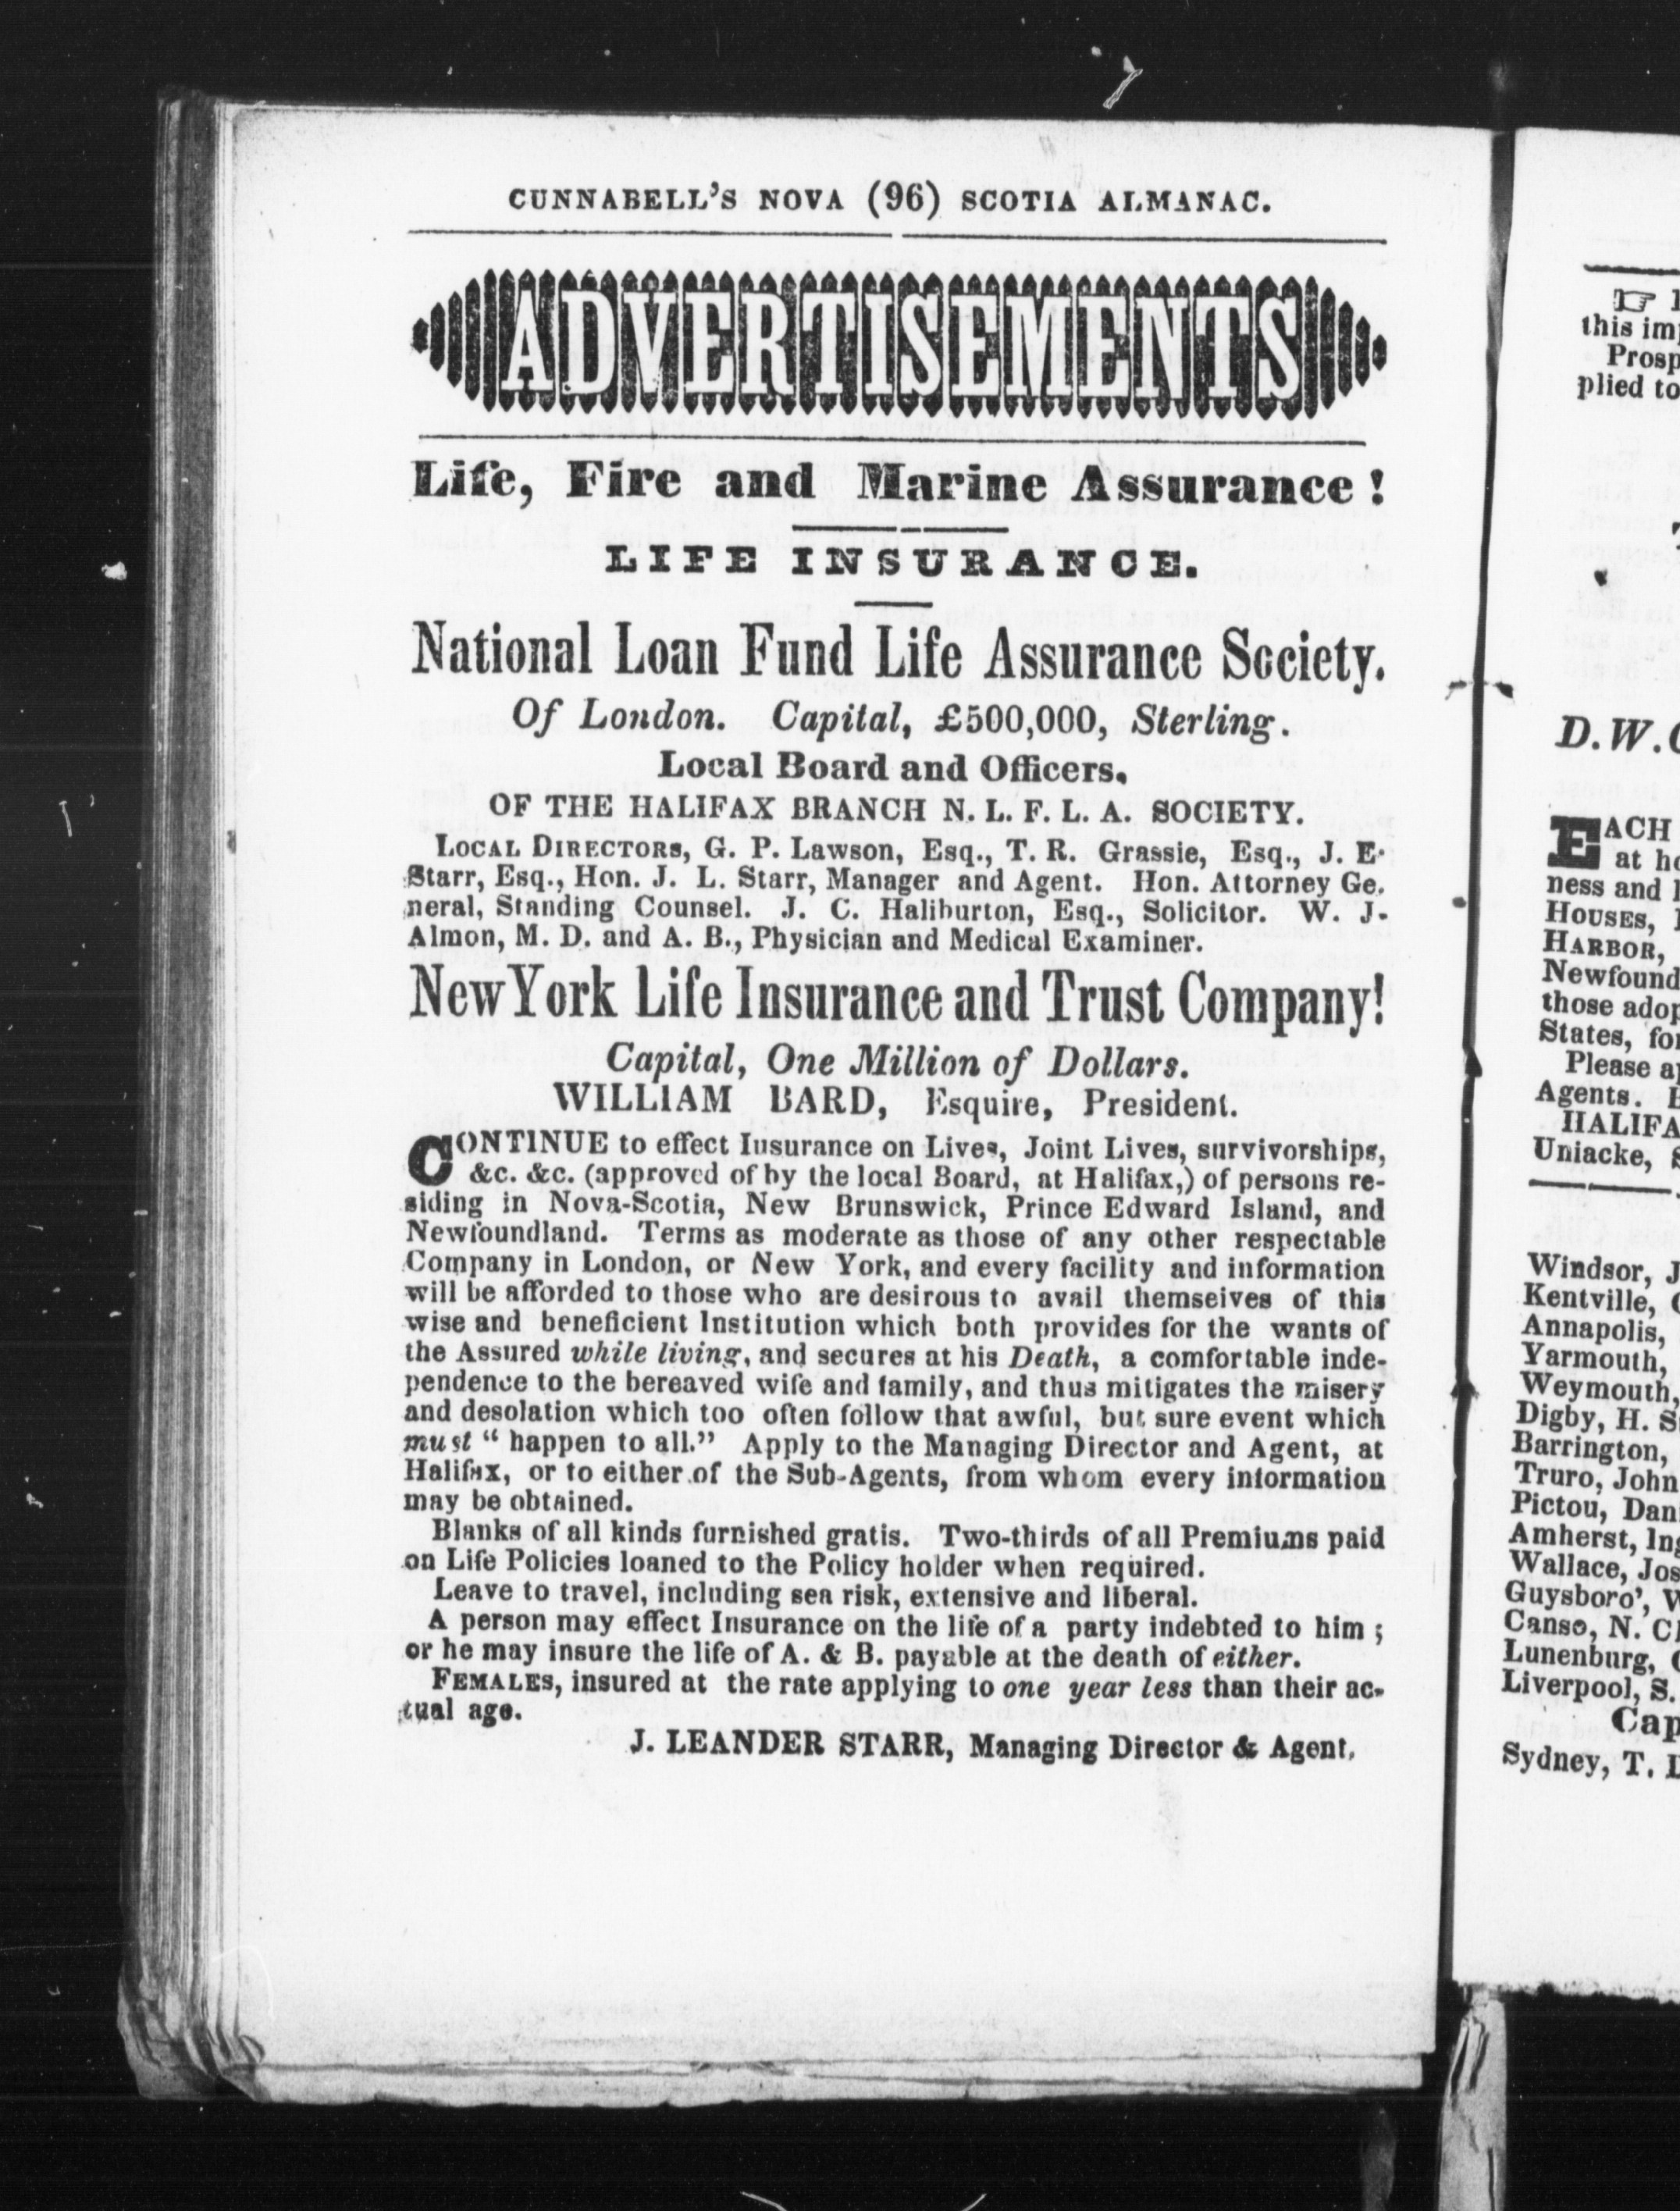 CUNNABELL'S NOVA (96) SCOTIA ALMANAC.
ADVERTISEMENTS
Life, Fire and Marine Assurance!
LIFE INSURANCE.
National Loan Fund Life Assurance Society.
Of London. Capital, £500,000, Sterling.
Local Board and Officers.
OF THE HALIFAX BRANCH N. L. F. L. A. SOCIETY.
LOCAL DIRECTORS, G. P. Lawson, Esq., T. R. Grassie, Esq., J. E.
Starr, Esq., Hon. J. L. Starr, Manager and Agent. Hon. Attorney Ge.
neral, Standing Counsel. J. C. Haliburton, Esq., Solicitor. W. J.
Almon, M. D. and A. B., Physician and Medical Examiner.
New York Life Insurance and Trust Company!
Capital, One Million of Dollars.
WILLIAM BARD, Esquire, President.
CONTINUE to effect Insurance on Lives, Joint Lives, survivorships,
&c. &c. (approved of by the local Board, at Halifax,) of persons re-
siding in Nova-Scotia, New Brunswick, Prince Edward Island, and
Newfoundland. Terms as moderate as those of any other respectable
Company in London, or New York, and every facility and information
will be afforded to those who are desirous to avail themseives of this
wise and beneficient Institution which both provides for the wants of
the Assured while living, and secures at his Death, a comfortable inde-
pendence to the bereaved wife and family, and thus mitigates the misery
and desolation which too often follow that awful, but sure event which
must "happen to all." Apply to the Managing Director and Agent, at
Halifax, or to either of the Sub-Agents, from whom every information
may be obtained.
Blanks of all kinds furnished gratis. Two-thirds of all Premiums paid
on Life Policies loaned to the Policy holder when required.
Leave to travel, including sea risk, extensive and liberal.
A person may effect Insurance on the life of a party indebted to him;
or he may insure the life of A. & B. payable at the death of either.
FEMALES, insured at the rate applying to one year less than their ac-
tual age.
J. LEANDER STARR, Managing Director & Agent.
this
Prosp
plied to
D. W.
EACH
at
ness and
HOUSES,
HARBOR,
Newfound
those adop
States, for
Please
Agents.
HALIFA
Uniacke,
Windsor, J
Kentville,
Annapolis,
Yarmouth,
Weymouth,
Digby, H. S
Barrington,
Truro, John
Pictou, Dan
Amherst, Ing
Wallace, Jos
Guysboro',
Canso, N. Cl
Lunenburg,
Liverpool, S.
Cap
Sydney, T.